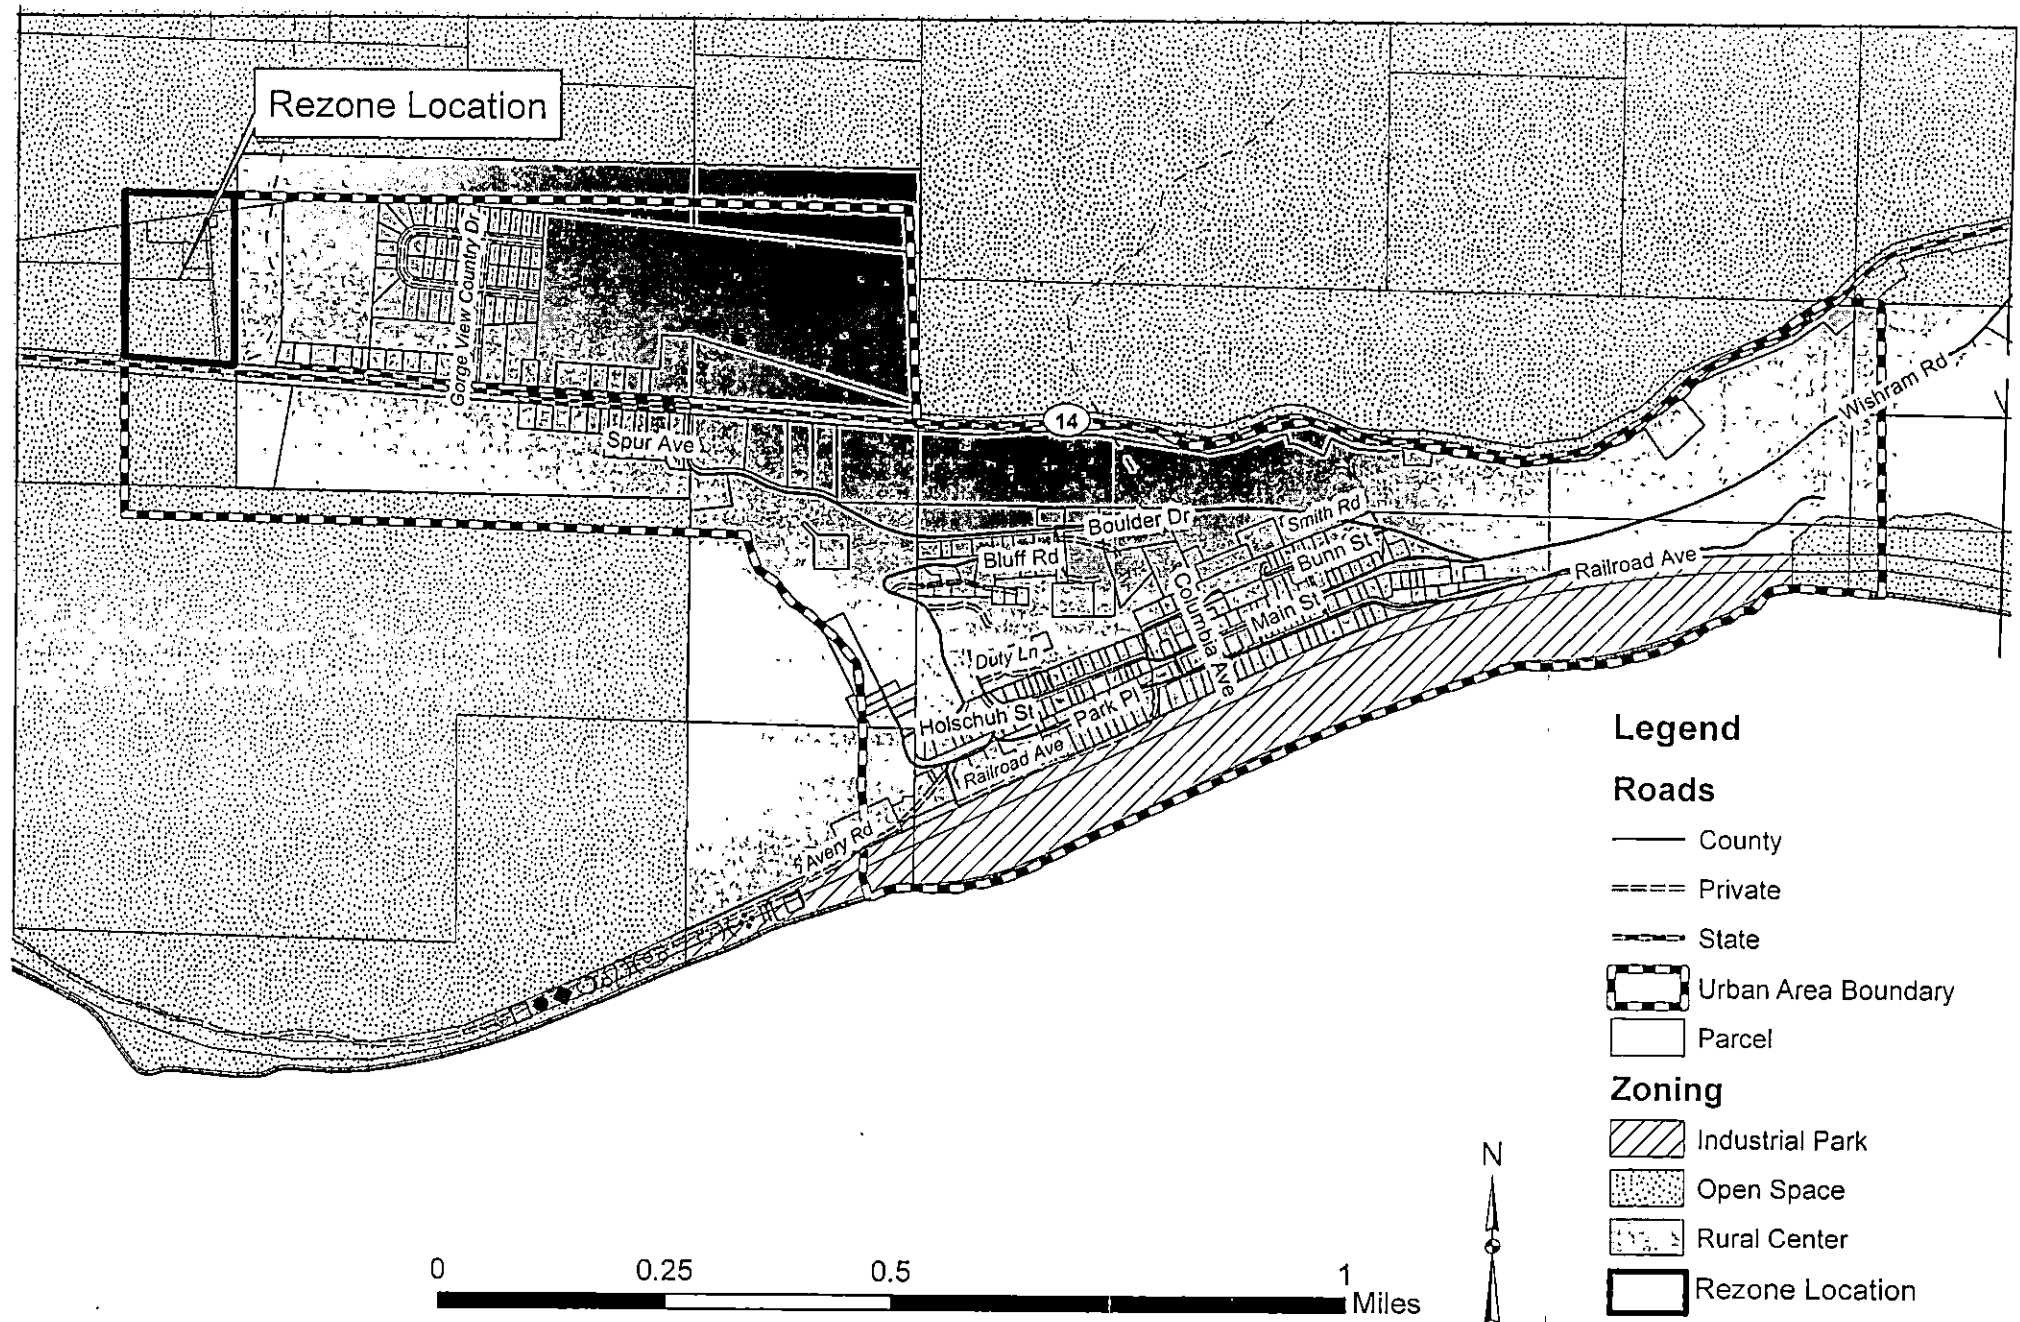 Rezone Location
Gorge View Country Dr
14
Wishram Rd
Spur Ave
Boulder Dr
Smith Rd
Bluff Rd
Bunn St
Railroad Ave
Columbia Ave
Main St
Duty Ln
Holschuh St
Park Pl
Railroad Ave
Avery Rd
Legend
Roads
County
Private
State
Urban Area Boundary
Parcel
Zoning
Industrial Park
Open Space
Rural Center
Rezone Location
N
0 0.25 0.5 1
Miles